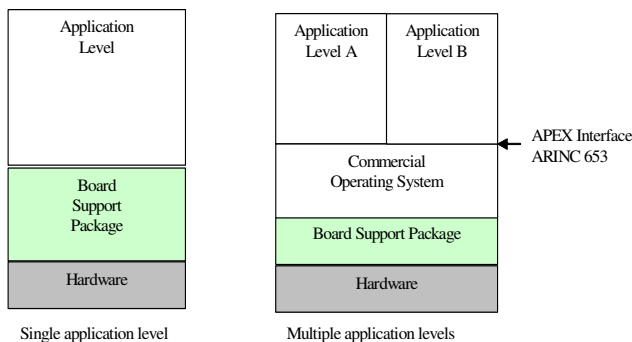 Application
Level
Board
Support
Package
Hardware
Single application level
Application
Level A
Application
Level B
Commercial
Operating System
Board Support Package
Hardware
Multiple application levels
APEX Interface
ARINC 653